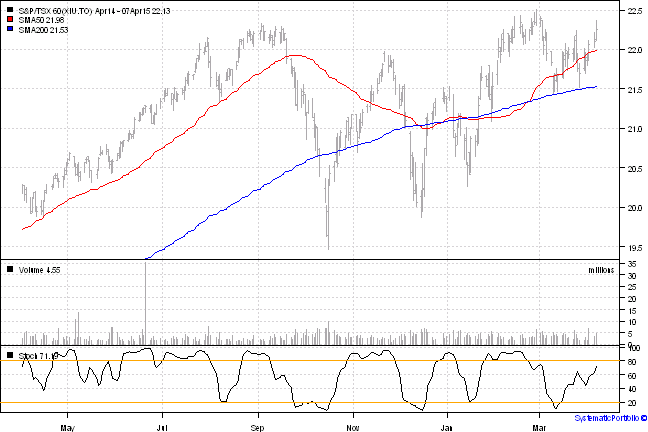 S&P/TSX 60 (XIU.TO) Apr14 - 07Apr15 22.13
SMA50 21.98
SMA200 21.53
22.5
22.0
21.5
21.0
20.5
20.0
19.5
Volume 4.55
millions
35
30
25
20
15
10
5
0
100
80
60
40
20
May
Jul
Sep
Nov
Jan
Mar
SystematicPortfolio ©